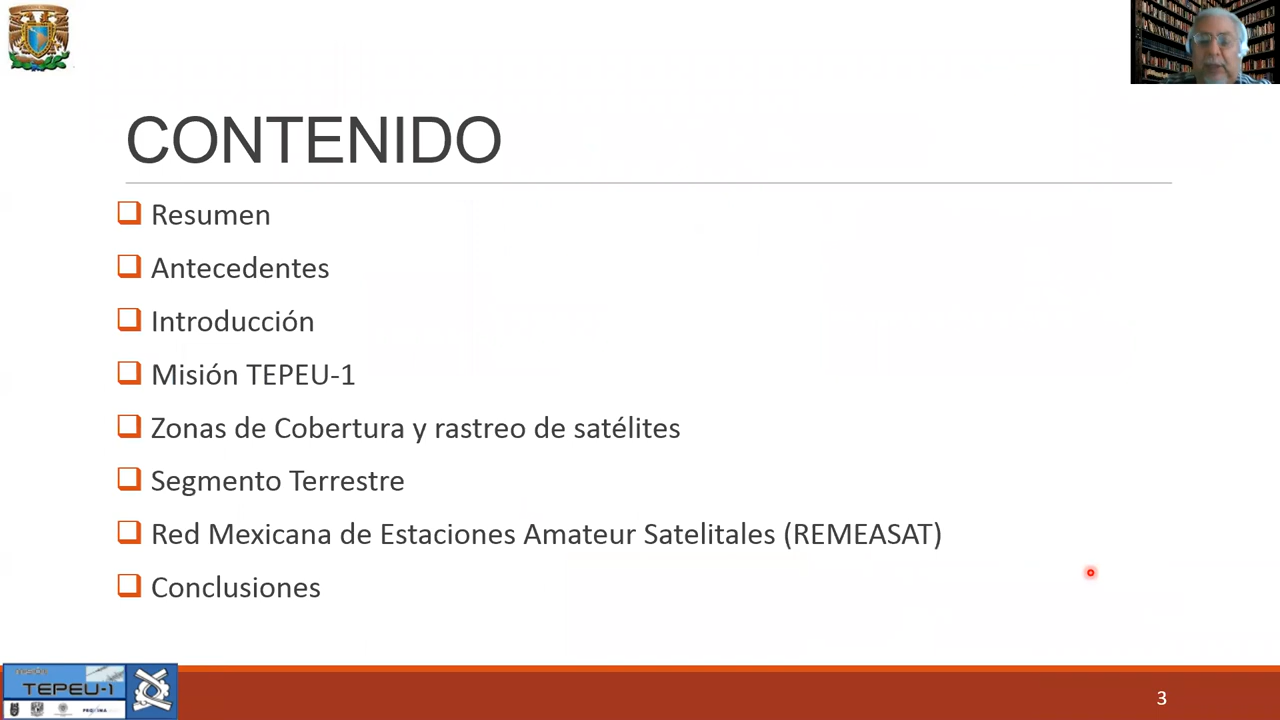 CONTENIDO
Resumen
Antecedentes
Introducción
Misión TEPEU-1
Zonas de Cobertura y rastreo de satélites
Segmento Terrestre
Red Mexicana de Estaciones Amateur Satelitales (REMEASAT)
Conclusiones
TEPEU-1
3